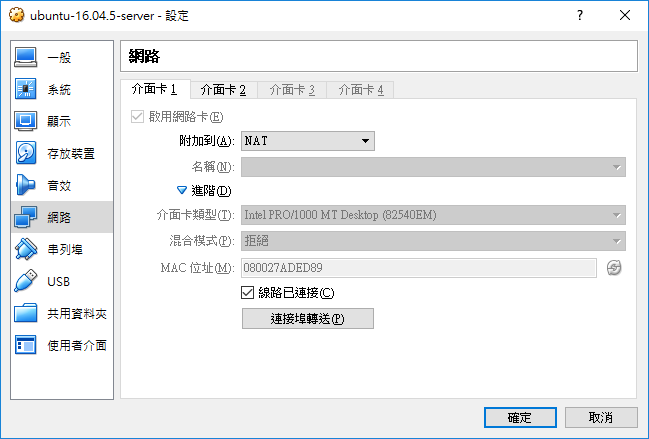 ubuntu-16.04.5-server - 設定
一般
系統
顯示
存放裝置
音效
網路
串列埠
USB
共用資料夾
使用者介面
網路
介面卡 1 介面卡 2 介面卡 3 介面卡 4
啟用網路卡(E)
附加到(A): NAT
名稱(N):
進階(D)
介面卡類型(T): Intel PRO/1000 MT Desktop (82540EM)
混合模式(P): 拒絕
MAC 位址(M): 080027ADED89
線路已連接(C)
連接埠轉送(P)
確定 取消